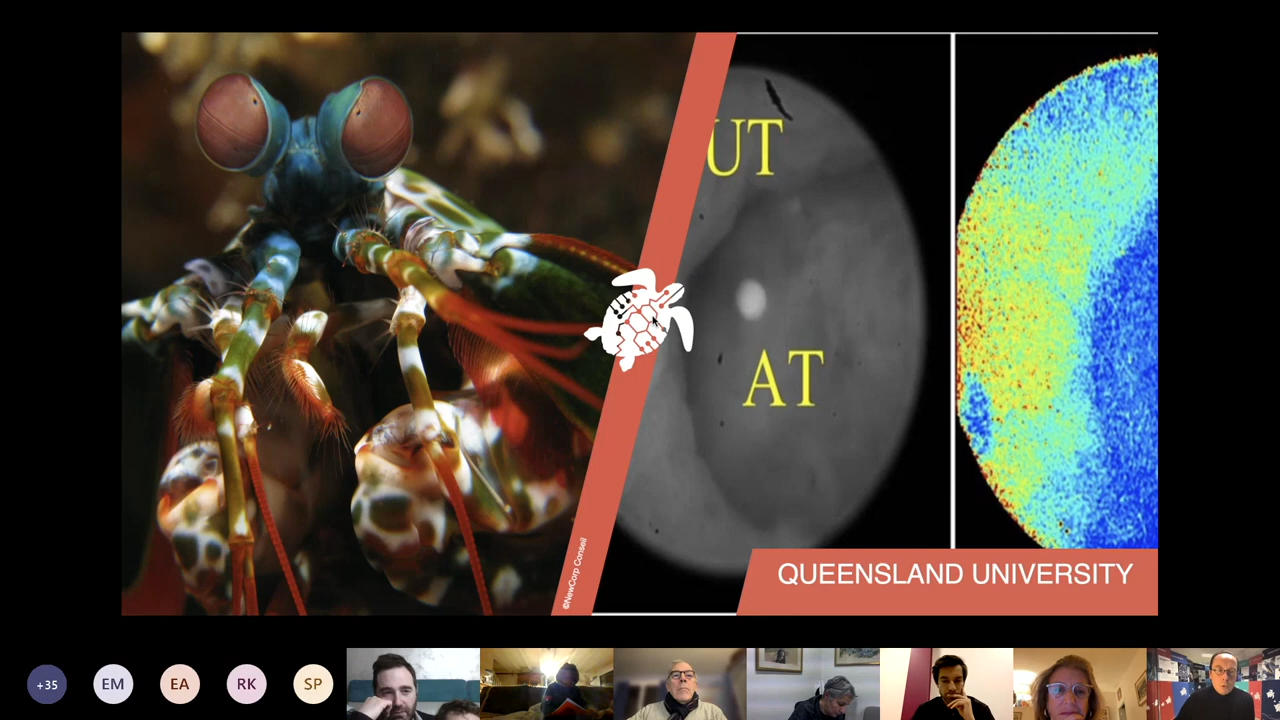 UT
AT
©NewCorp Conseil
QUEENSLAND UNIVERSITY
+35
EM
EA
RK
SP